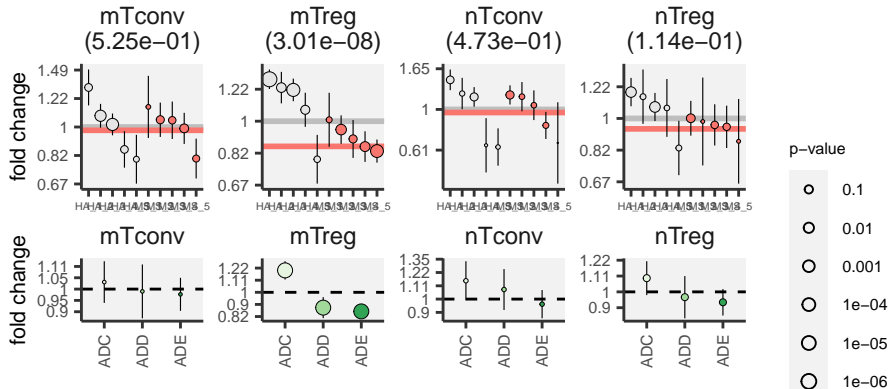 mTconv
(5.25e−01)
mTreg
(3.01e−08)
nTconv
(4.73e−01)
nTreg
(1.14e−01)
fold change
1.49
1.22
1
0.82
0.67
1.22
1
0.82
0.67
1.65
1
0.61
1.22
1
0.82
0.67
p−value
0.1
0.01
0.001
1e−04
1e−05
1e−06
mTconv
mTreg
nTconv
nTreg
fold change
1.11
1.05
1
0.95
0.9
1.22
1.11
1
0.9
0.82
1.35
1.22
1.11
1
0.9
1.22
1.11
1
0.9
ADC
ADD
ADE
ADC
ADD
ADE
ADC
ADD
ADE
ADC
ADD
ADE